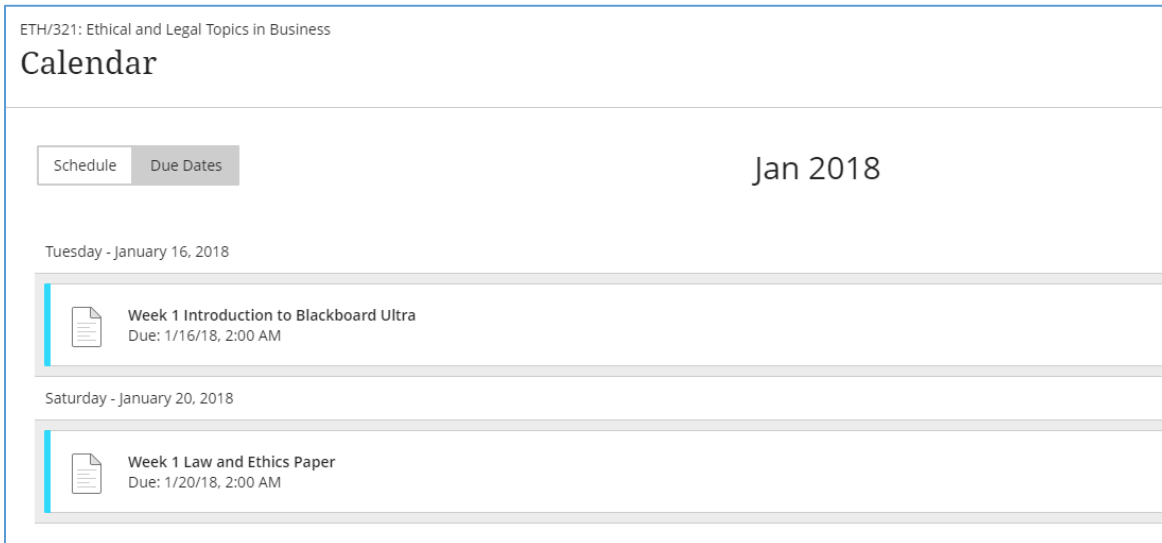 ETH/321: Ethical and Legal Topics in Business
Calendar
Schedule Due Dates
Jan 2018
Tuesday - January 16, 2018
Week 1 Introduction to Blackboard Ultra
Due: 1/16/18, 2:00 AM
Saturday - January 20, 2018
Week 1 Law and Ethics Paper
Due: 1/20/18, 2:00 AM